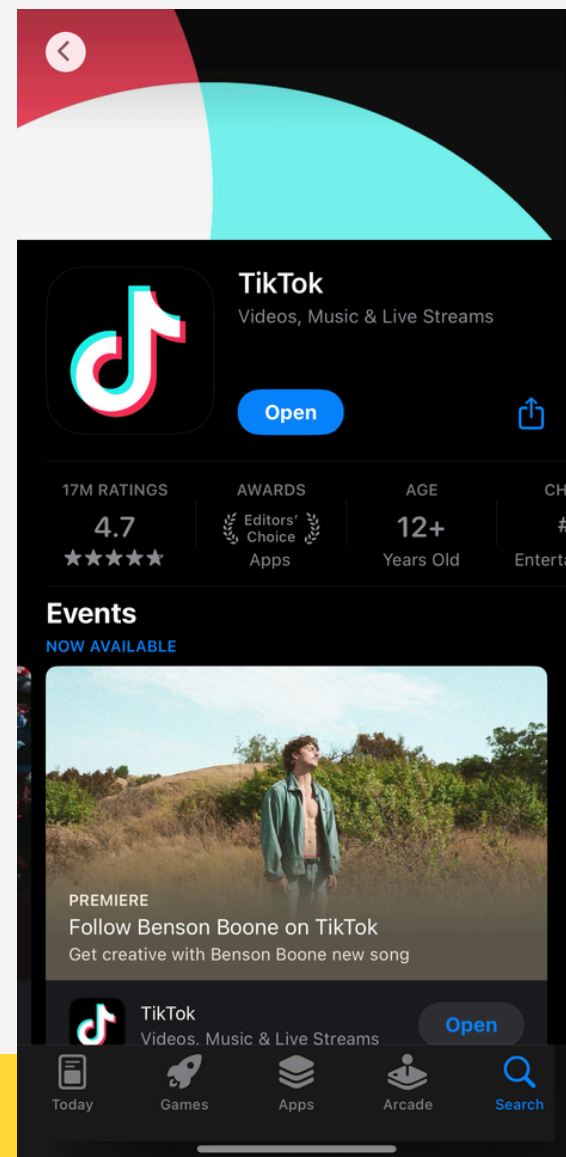 TikTok
Videos, Music & Live Streams
Open
17M RATINGS
4.7
AWARDS
Editors'
Choice
Apps
AGE
12+
Years Old
CH
#
Enterta
Events
NOW AVAILABLE
PREMIERE
Follow Benson Boone on TikTok
Get creative with Benson Boone new song
TikTok
Videos, Music & Live Streams
Open
Today
Games
Apps
Arcade
Search